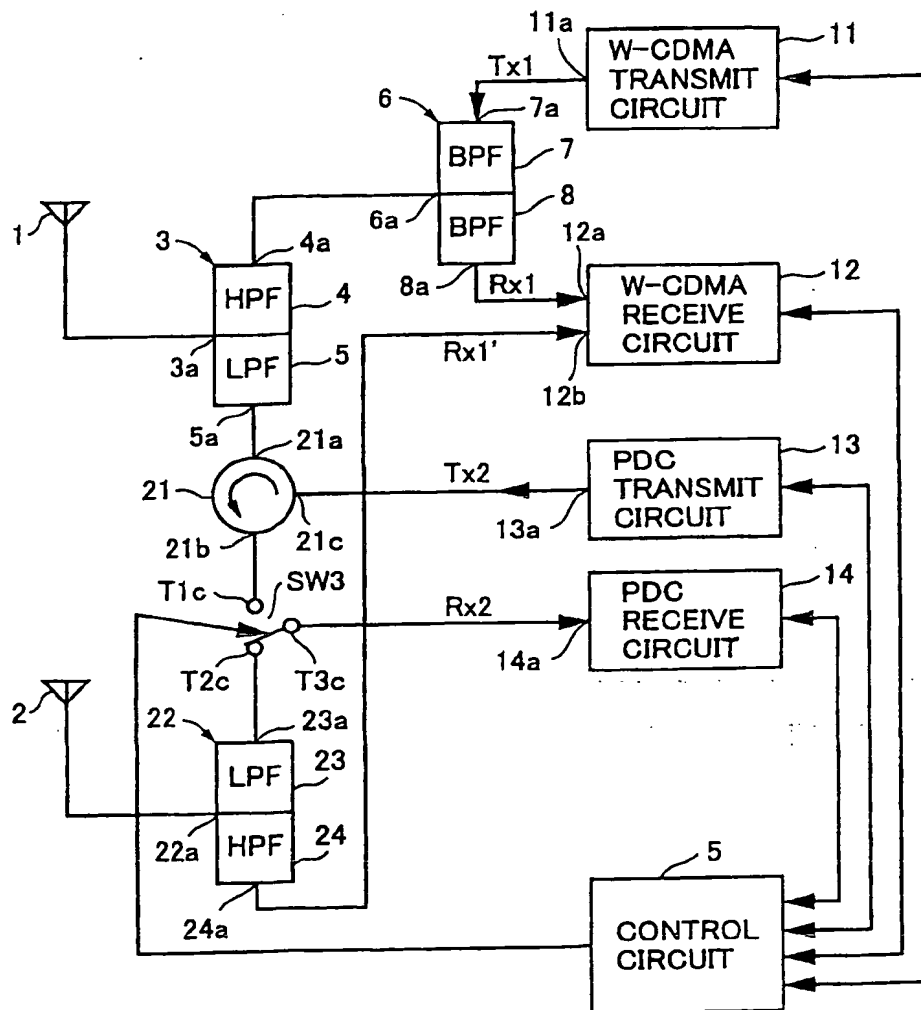 11a
W-CDMA
TRANSMIT
CIRCUIT
11
Tx1
6
7a
BPF
7
8
BPF
6a
8a
Rx1
12a
W-CDMA
RECEIVE
CIRCUIT
12
Rx1'
12b
1
3
4a
HPF
4
3a
LPF
5
5a
21a
21
21b
21c
Tx2
PDC
TRANSMIT
CIRCUIT
13
13a
T1c
SW3
Rx2
PDC
RECEIVE
CIRCUIT
14
14a
T2c
T3c
2
22
23a
LPF
23
22a
HPF
24
24a
5
CONTROL
CIRCUIT